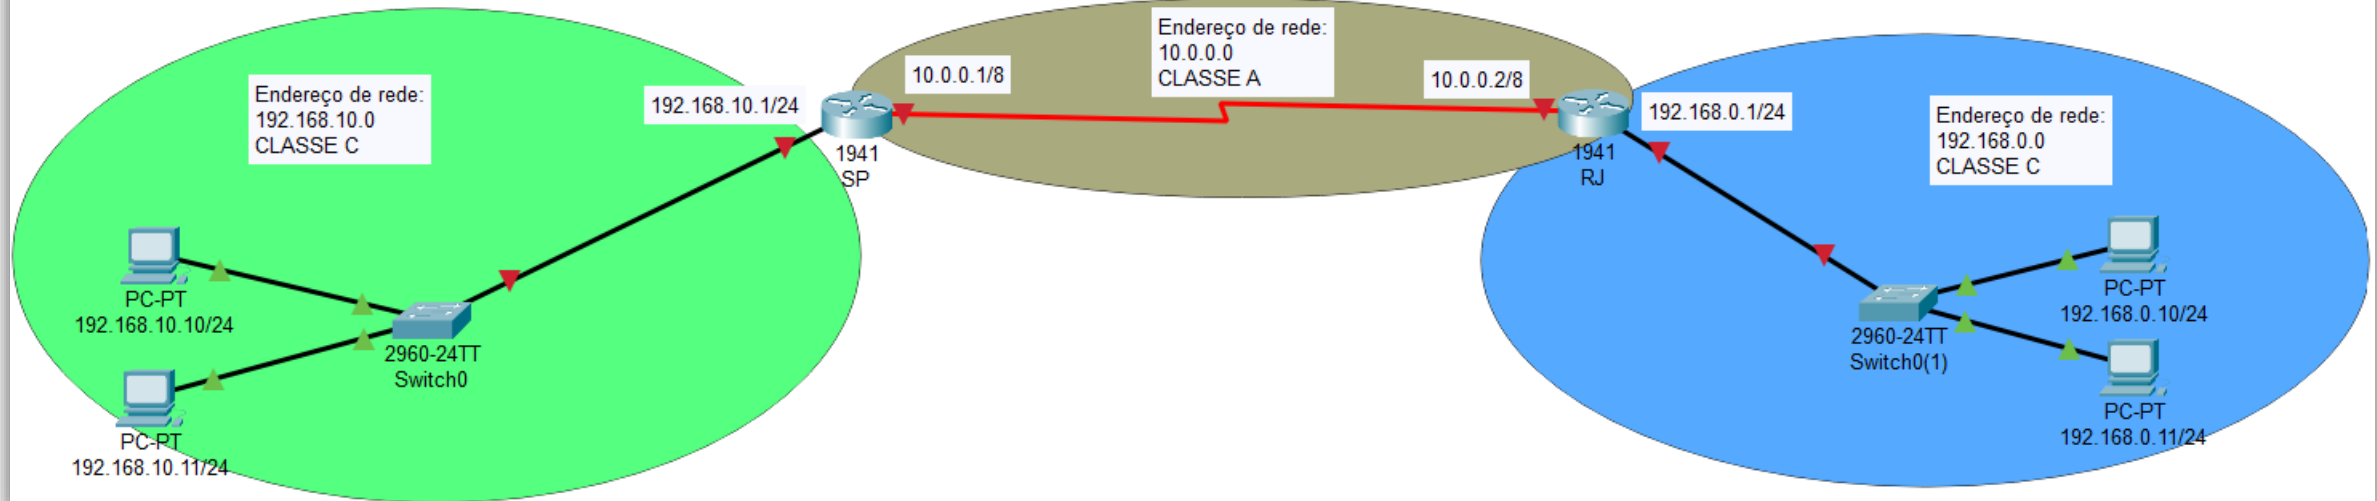 Endereço de rede:
192.168.10.0
CLASSE C
192.168.10.1/24
1941
SP
10.0.0.1/8
Endereço de rede:
10.0.0.0
CLASSE A
10.0.0.2/8
1941
RJ
192.168.0.1/24
Endereço de rede:
192.168.0.0
CLASSE C
PC-PT
192.168.10.10/24
2960-24TT
Switch0
PC-PT
192.168.10.11/24
PC-PT
192.168.0.10/24
2960-24TT
Switch0(1)
PC-PT
192.168.0.11/24